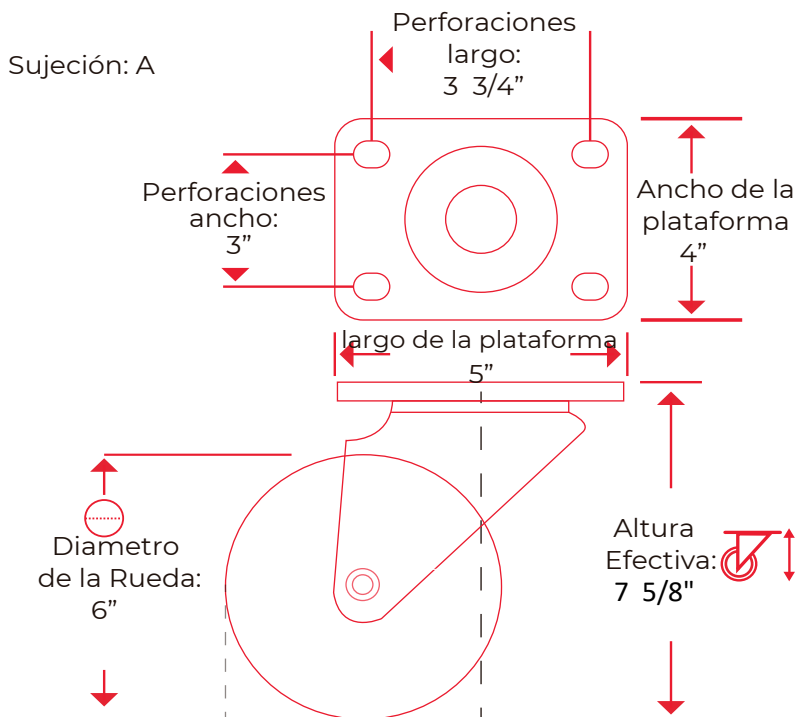 Sujeción: A
Perforaciones
largo:
3 3/4”
Perforaciones
ancho:
3”
Ancho de la
plataforma
4”
largo de la plataforma
5”
Diametro
de la Rueda:
6”
Altura
Efectiva:
7 5/8"